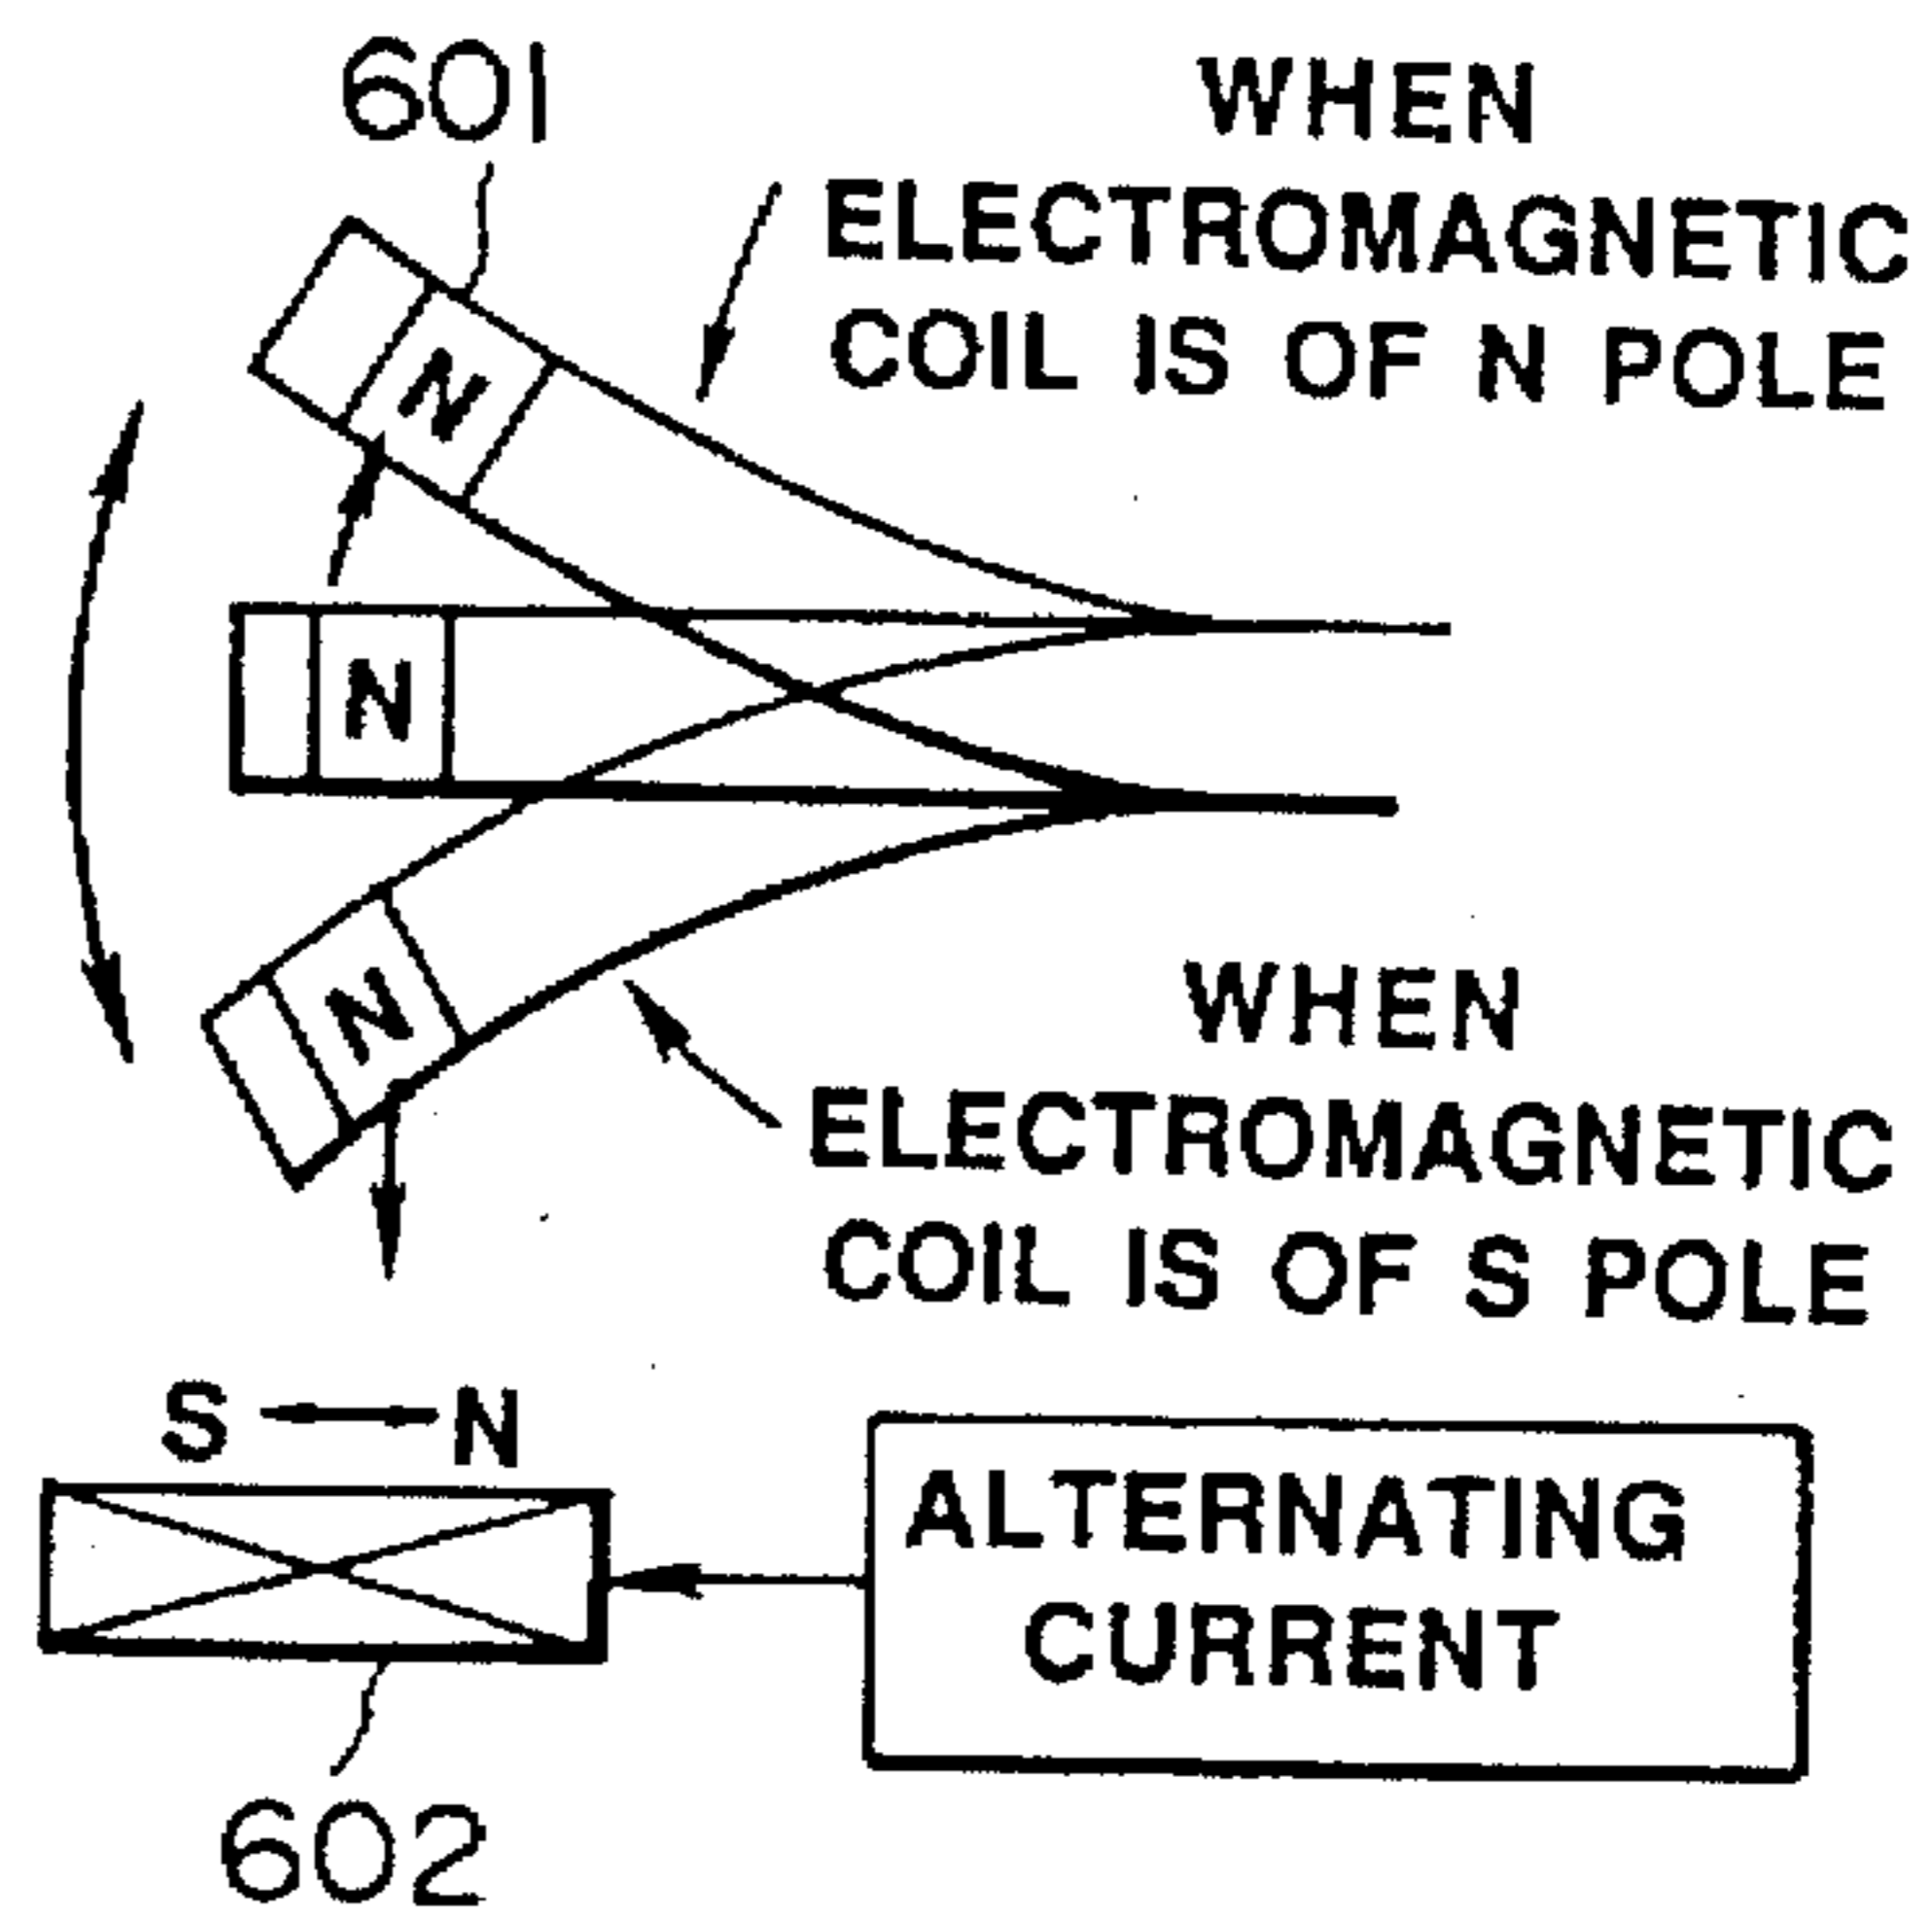 601
WHEN
ELECTROMAGNETIC
COIL IS OF N POLE
N
N
N
WHEN
ELECTROMAGNETIC
COIL IS OF S POLE
S N
ALTERNATING
CURRENT
602